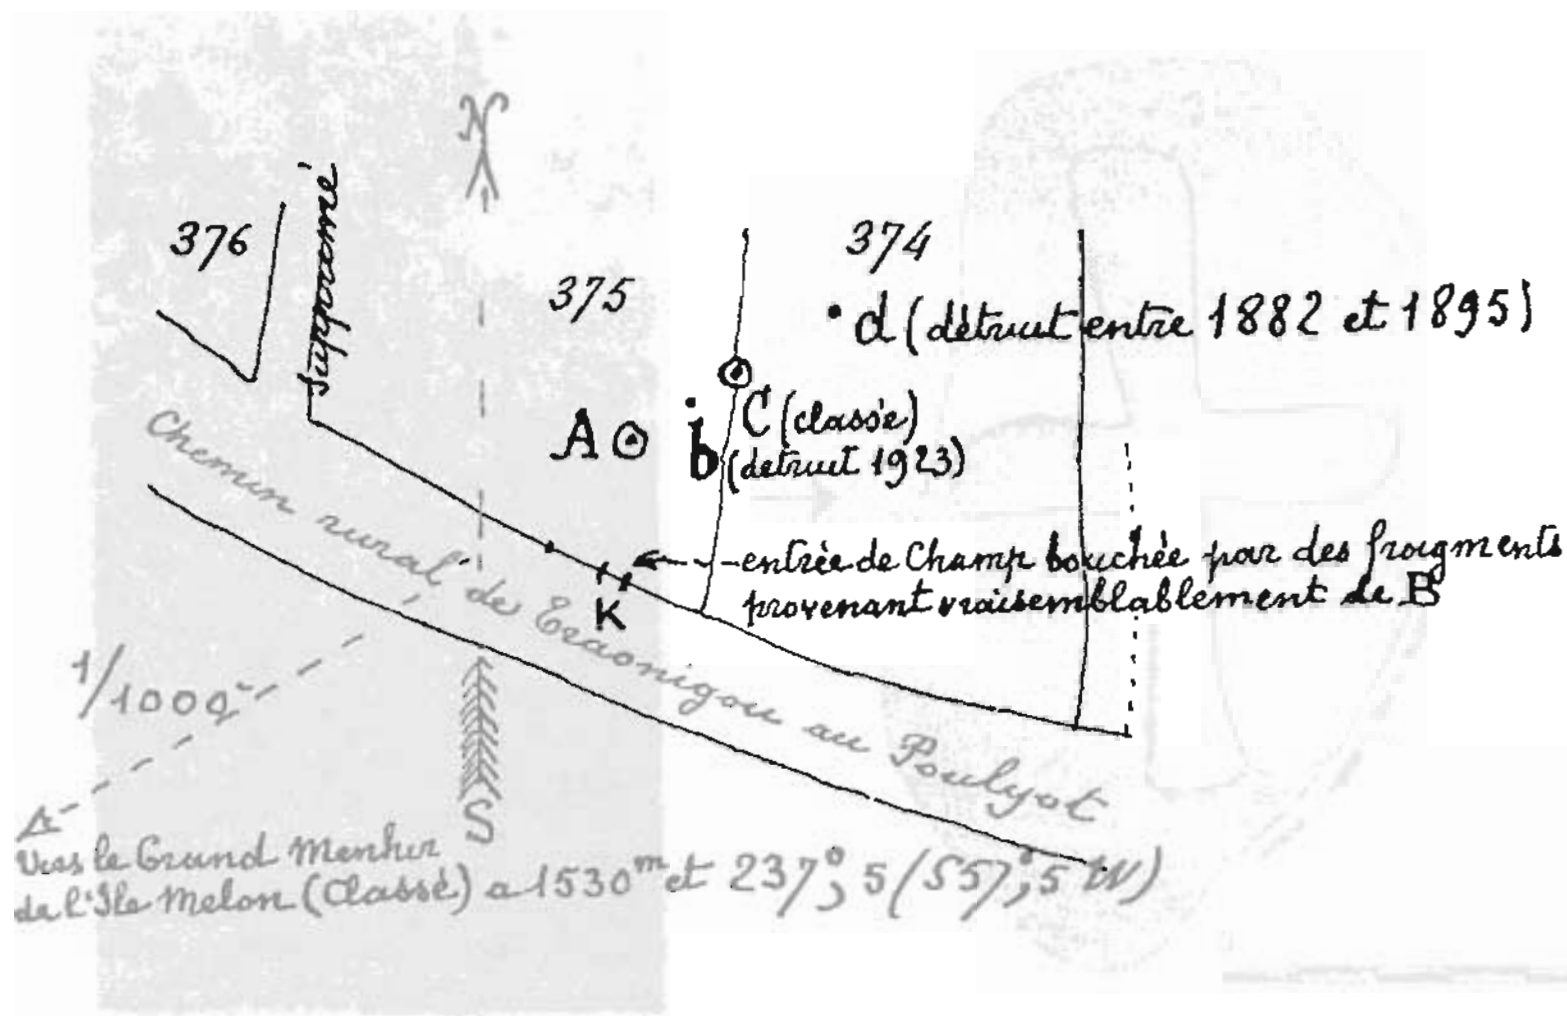 N
376
supprimé
375
374
d (détruit entre 1882 et 1895)
A
b
C (classé)
(détruit 1923)
Chemin rural de Eraonigou au Poulyot
entrée de Champ bouchée par des fragments
provenant vraisemblablement de B
K
1/1000
S
Vers le Grand Menhir
de l'Ile Melon (Classé) a 1530m et 237°,5 (S57°,5 W)